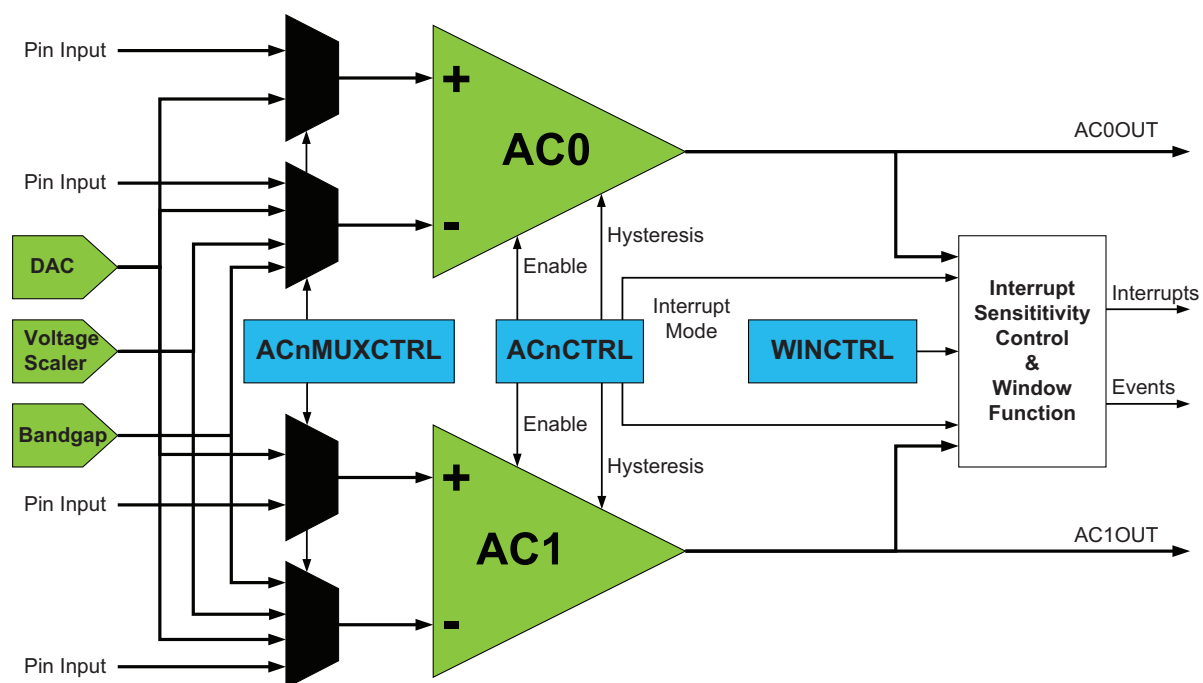 Pin Input
+
AC0
AC0OUT
Pin Input
-
Hysteresis
DAC
Enable
Interrupt
Sensititivity
Control
&
Window
Function
Interrupts
Interrupt
Mode
Voltage
Scaler
ACnMUXCTRL
ACnCTRL
WINCTRL
Events
Bandgap
Enable
Hysteresis
+
Pin Input
AC1
AC1OUT
-
Pin Input